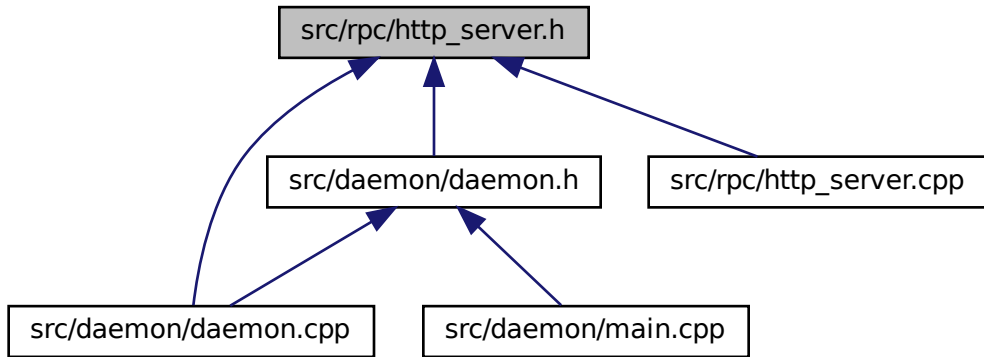 src/rpc/http_server.h
src/daemon/daemon.h
src/rpc/http_server.cpp
src/daemon/daemon.cpp
src/daemon/main.cpp